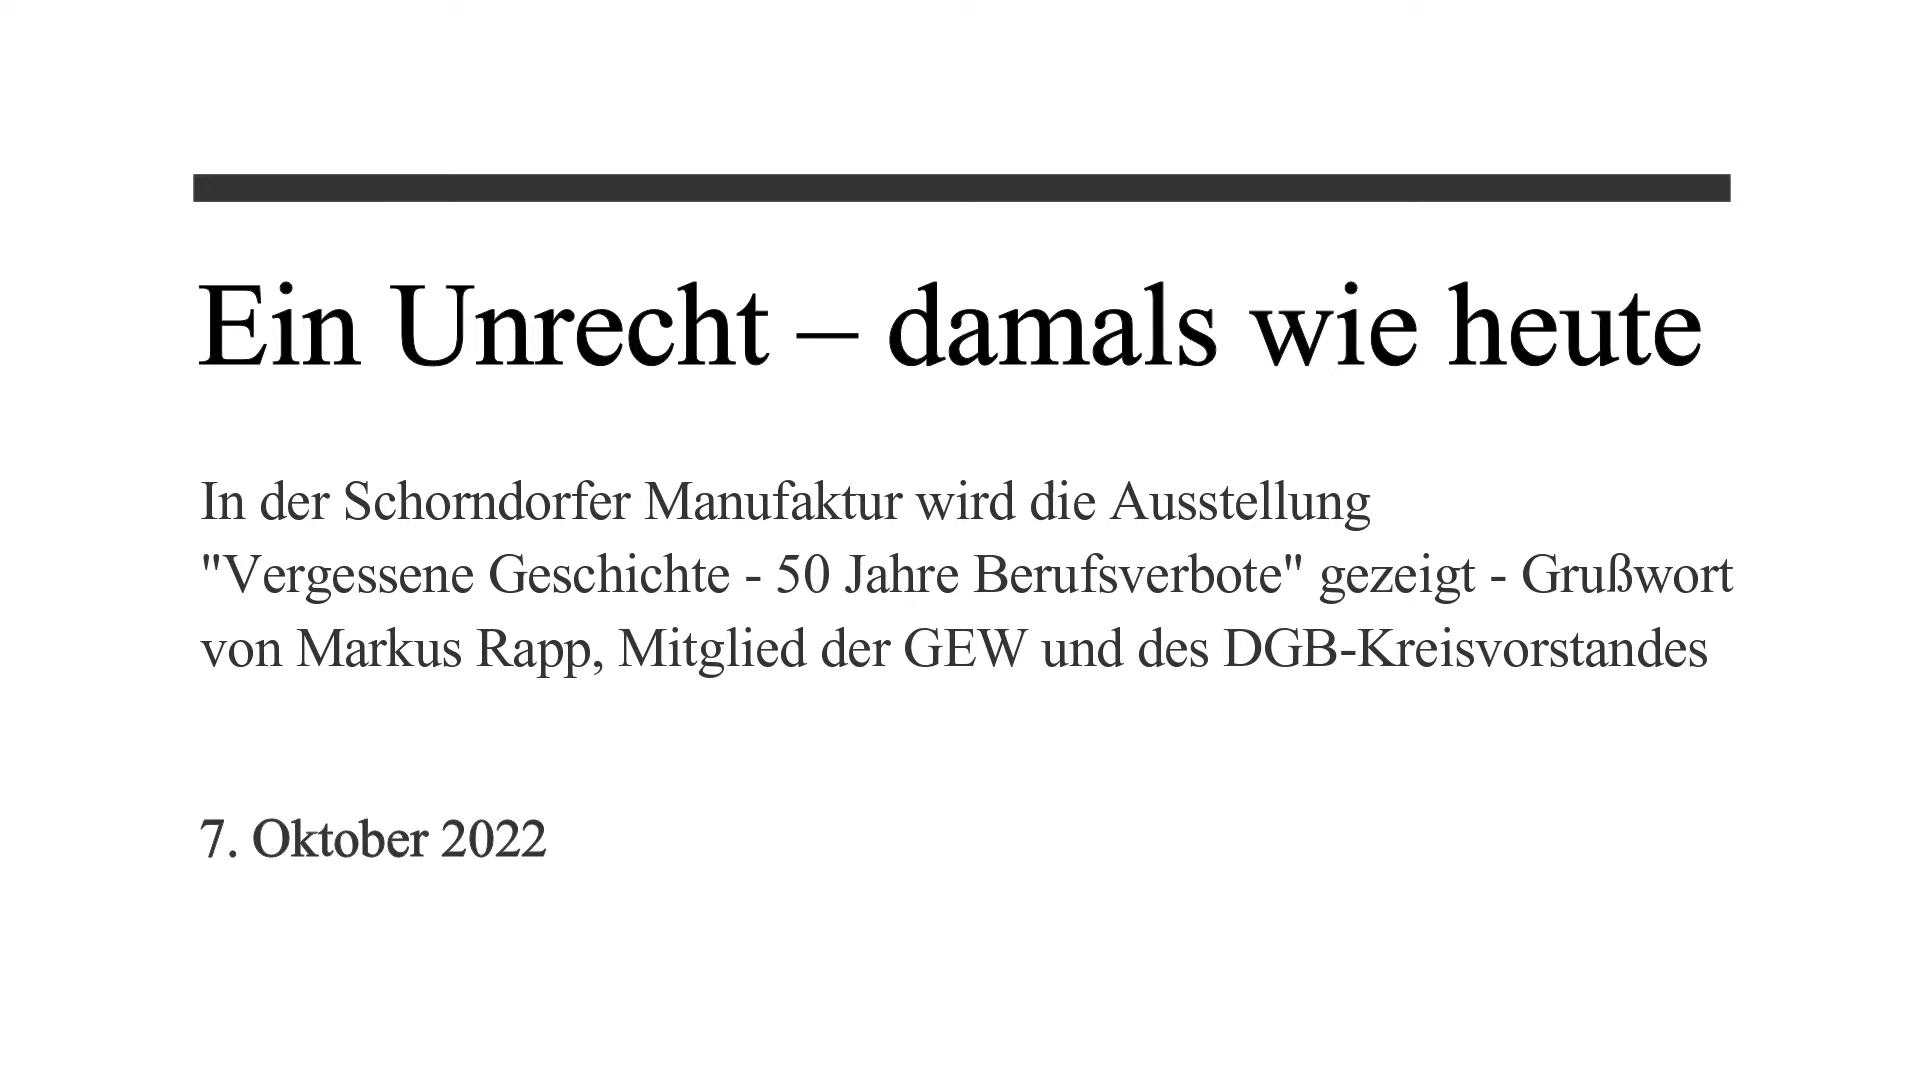 Ein Unrecht – damals wie heute
In der Schorndorfer Manufaktur wird die Ausstellung
"Vergessene Geschichte - 50 Jahre Berufsverbote" gezeigt - Grußwort
von Markus Rapp, Mitglied der GEW und des DGB-Kreisvorstandes
7. Oktober 2022